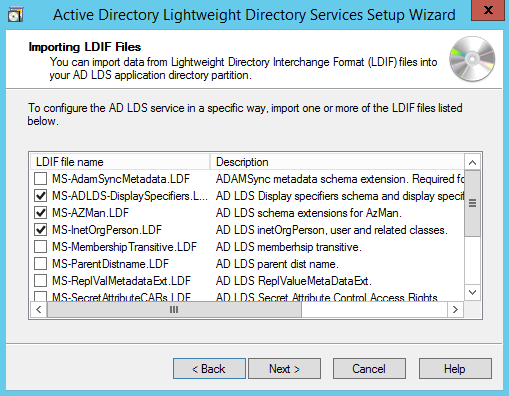 Active Directory Lightweight Directory Services Setup Wizard
x
Importing LDIF Files
You can import data from Lightweight Directory Interchange Format (LDIF) files into
your AD LDS application directory partition.
To configure the AD LDS service in a specific way, import one or more of the LDIF files listed
below.
LDIF file name Description
MS-AdamSyncMetadata.LDF ADAMSync metadata schema extension. Required fo
MS-ADLDS-DisplaySpecifiers.L... AD LDS Display specifiers schema and display specif
MS-AZMan.LDF AD LDS schema extensions for AzMan.
MS-InetOrgPerson.LDF AD LDS inetOrgPerson, user and related classes.
MS-MembershipTransitive.LDF AD LDS memberhsip transitive.
MS-ParentDistname.LDF AD LDS parent dist name.
MS-ReplValMetadataExt.LDF AD LDS ReplValueMetaDataExt.
MS-SecretAttributeCARs.LDF AD LDS Secret Attribute Control Access Rights
< Back Next > Cancel Help